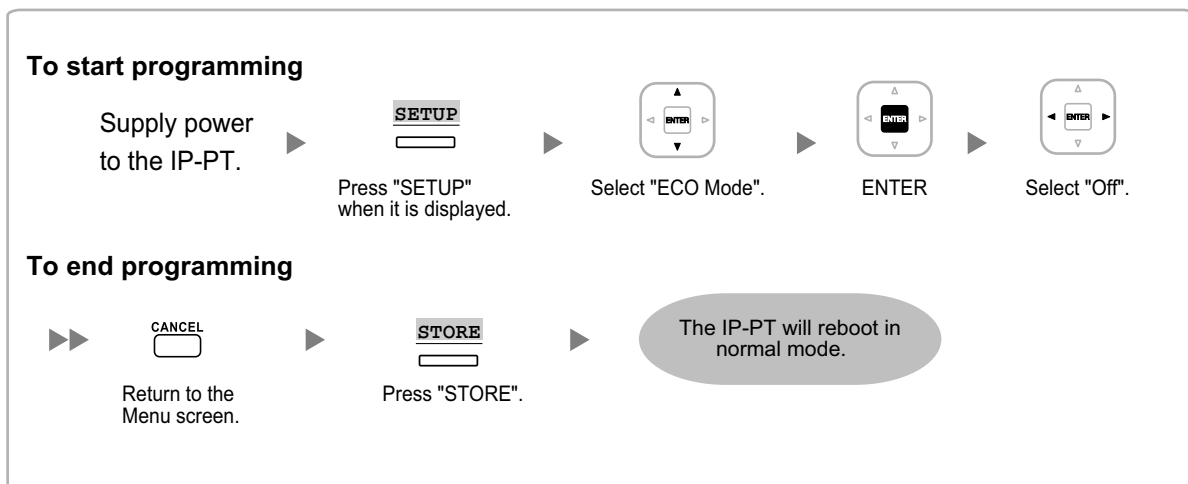 To start programming
Supply power
to the IP-PT.
SETUP
Press "SETUP"
when it is displayed.
ENTER
Select "ECO Mode".
ENTER
ENTER
ENTER
Select "Off".
To end programming
CANCEL
Return to the
Menu screen.
STORE
Press "STORE".
The IP-PT will reboot in
normal mode.